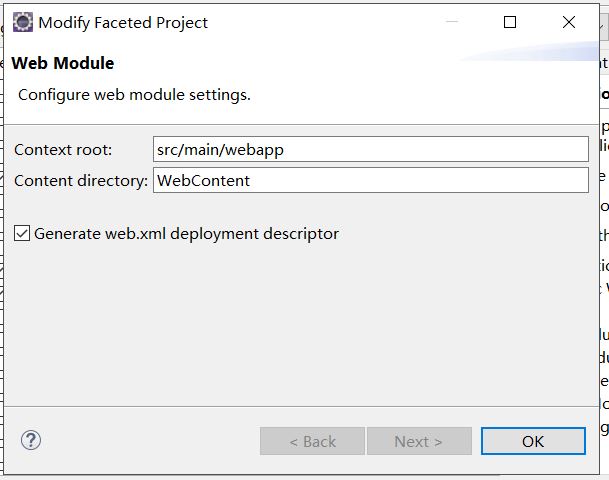 Modify Faceted Project
Web Module
Configure web module settings.
Context root: src/main/webapp
Content directory: WebContent
Generate web.xml deployment descriptor
< Back
Next >
OK